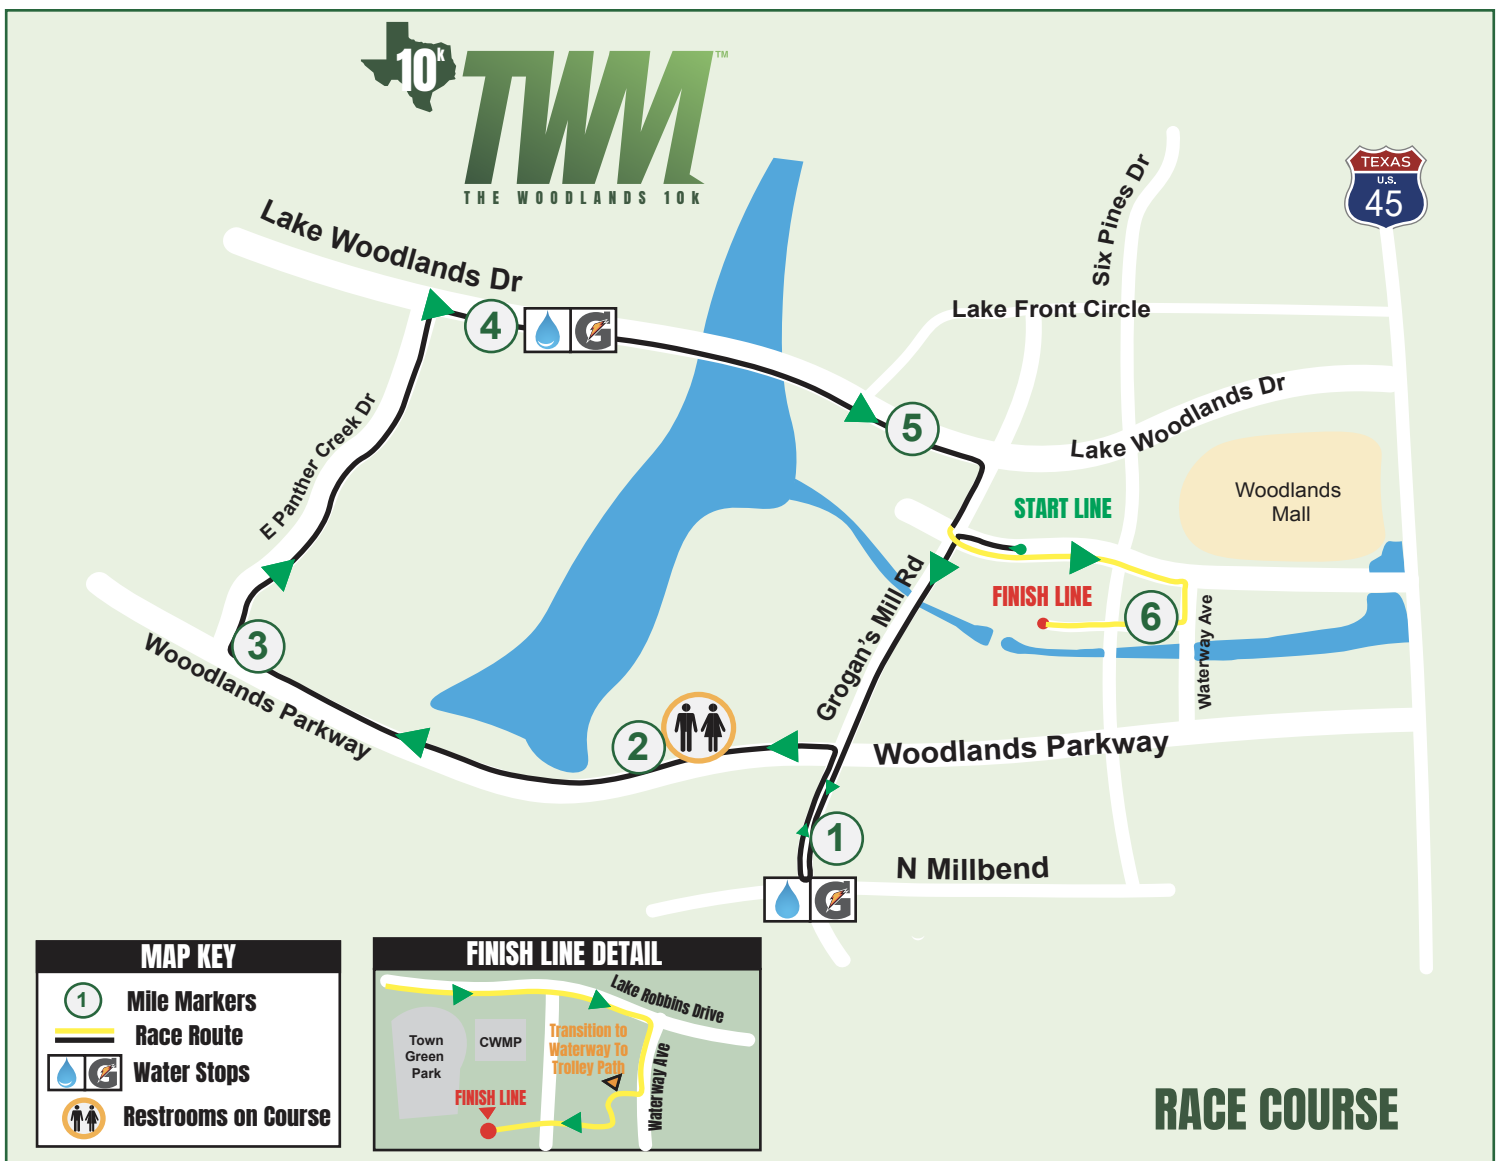 10k
TWM™
THE WOODLANDS 10k
TEXAS
U.S.
45
Six Pines Dr
Lake Woodlands Dr
Lake Front Circle
4
G
5
Lake Woodlands Dr
E Panther Creek Dr
Woodlands
Mall
START LINE
FINISH LINE
6
Waterway Ave
Grogan's Mill Rd
3
Wooodlands Parkway
2
Woodlands Parkway
1
N Millbend
G
MAP KEY
1 Mile Markers
Race Route
G Water Stops
Restrooms on Course
FINISH LINE DETAIL
Lake Robbins Drive
Town
Green
Park
CWMP
Transition to
Waterway To
Trolley Path
Waterway Ave
FINISH LINE
RACE COURSE